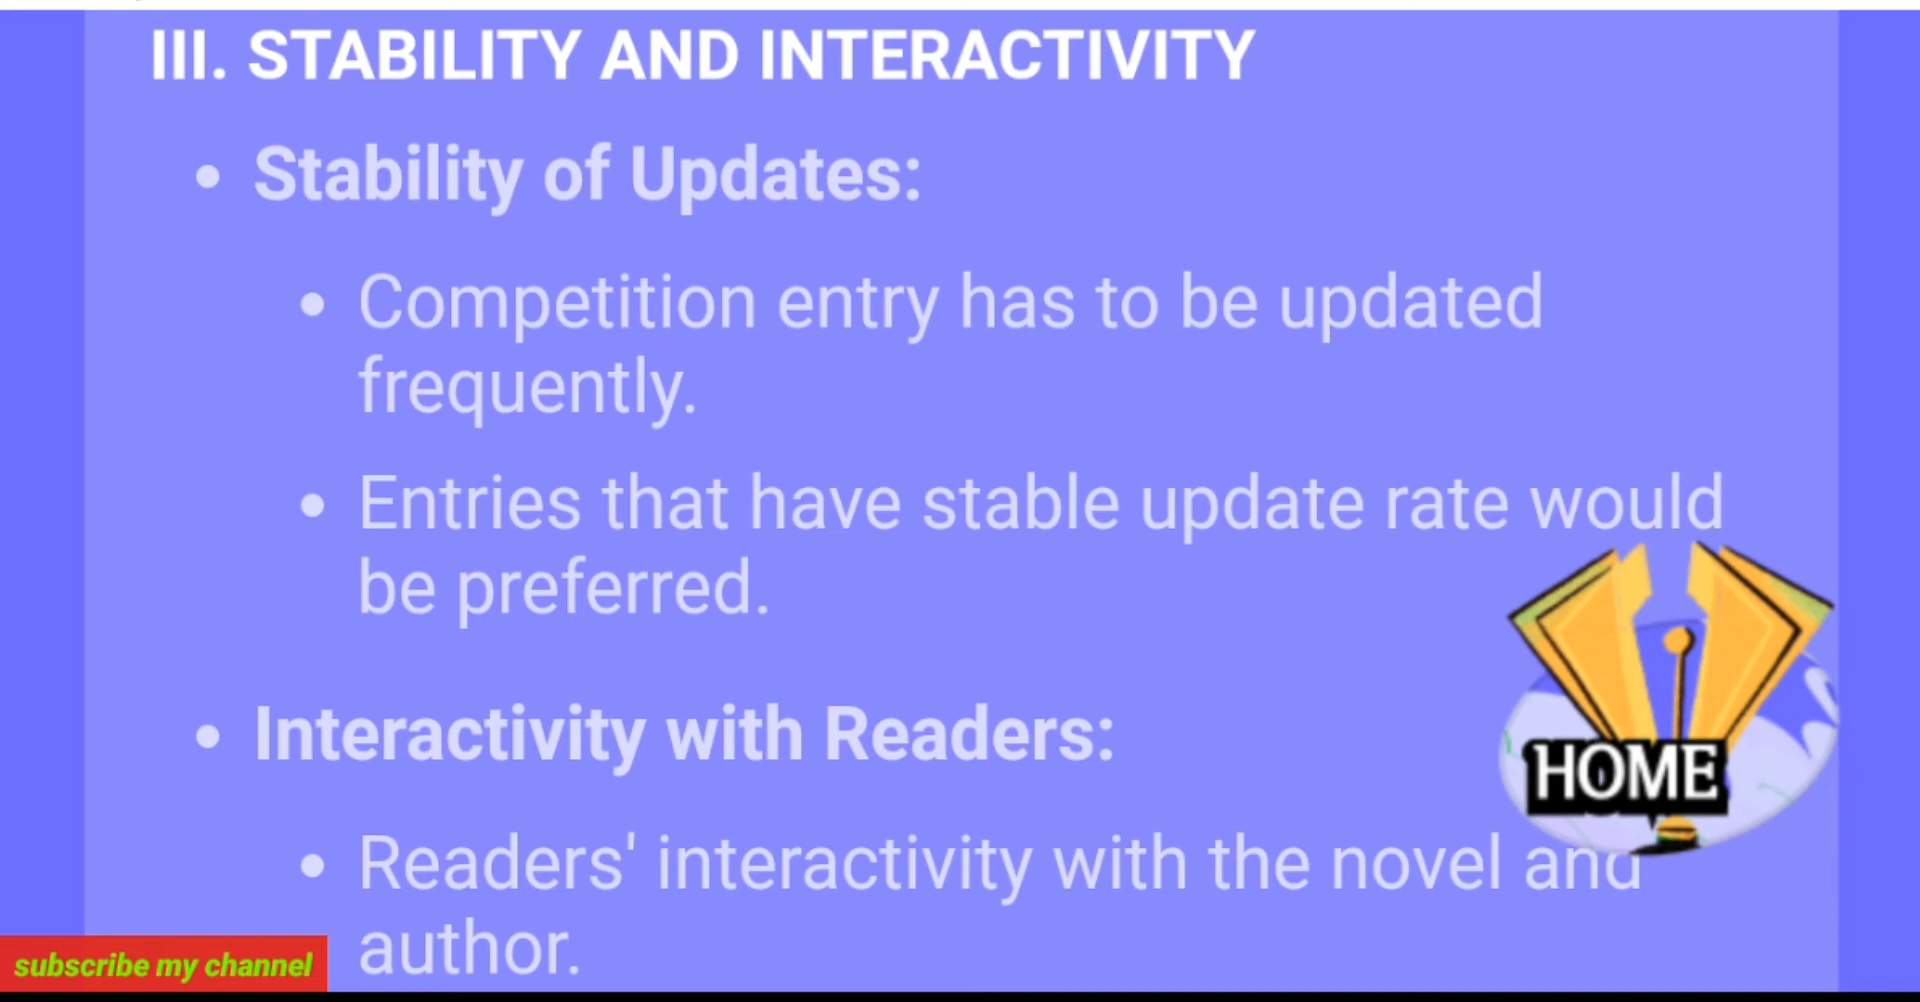 III. STABILITY AND INTERACTIVITY
• Stability of Updates:
• Competition entry has to be updated
frequently.
• Entries that have stable update rate would
be preferred.
• Interactivity with Readers:
HOME
• Readers' interactivity with the novel and
author.
subscribe my channel